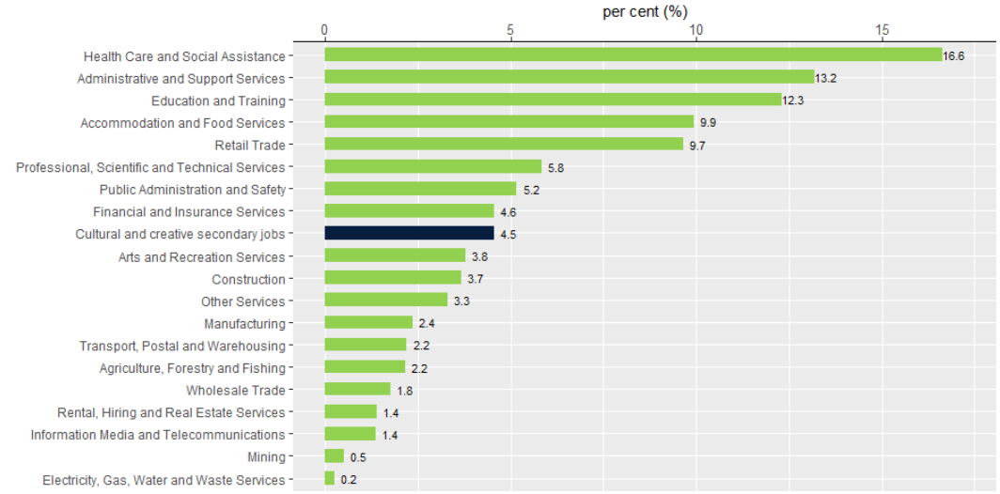 per cent (%)
0 5 10 15
Health Care and Social Assistance 16.6
Administrative and Support Services 13.2
Education and Training 12.3
Accommodation and Food Services 9.9
Retail Trade 9.7
Professional, Scientific and Technical Services 5.8
Public Administration and Safety 5.2
Financial and Insurance Services 4.6
Cultural and creative secondary jobs 4.5
Arts and Recreation Services 3.8
Construction 3.7
Other Services 3.3
Manufacturing 2.4
Transport, Postal and Warehousing 2.2
Agriculture, Forestry and Fishing 2.2
Wholesale Trade 1.8
Rental, Hiring and Real Estate Services 1.4
Information Media and Telecommunications 1.4
Mining 0.5
Electricity, Gas, Water and Waste Services 0.2